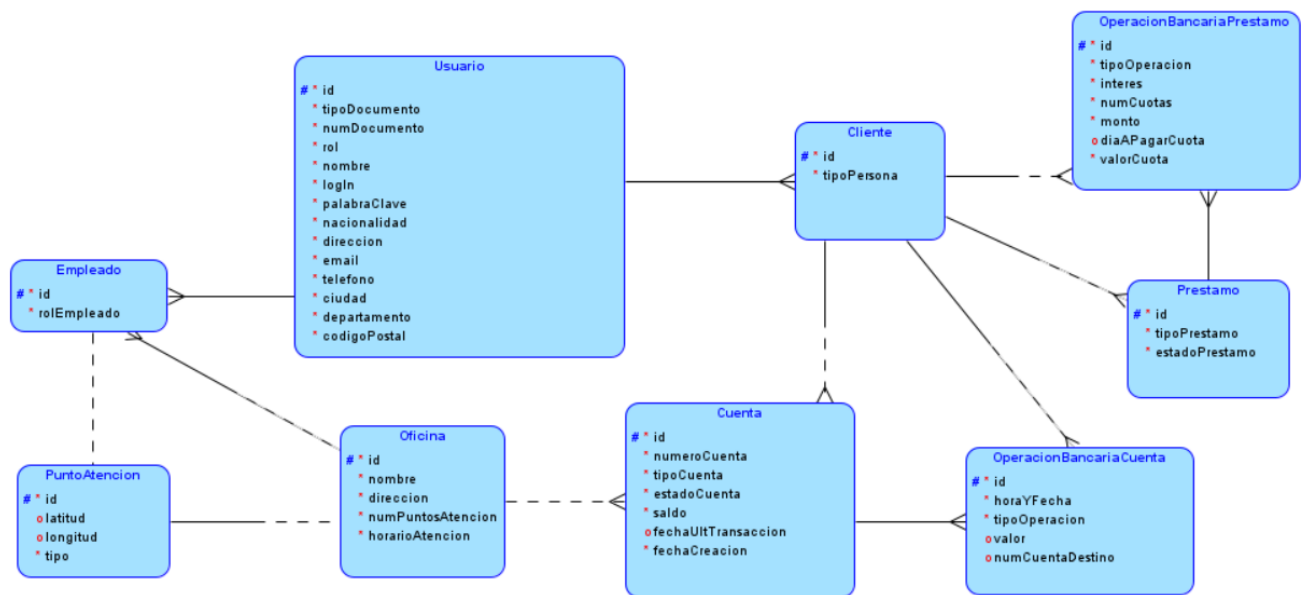 Usuario
# * id
* tipoDocumento
* numDocumento
* rol
* nombre
* logIn
* palabraClave
* nacionalidad
* direccion
* email
* telefono
* ciudad
* departamento
* codigoPostal
Cliente
# * id
* tipoPersona
OperacionBancariaPrestamo
# * id
* tipoOperacion
* interes
* numCuotas
* monto
o diaAPagarCuota
* valorCuota
Empleado
# * id
* rolEmpleado
Prestamo
# * id
* tipoPrestamo
* estadoPrestamo
PuntoAtencion
# * id
o latitud
o longitud
* tipo
Oficina
# * id
* nombre
* direccion
* numPuntosAtencion
* horarioAtencion
Cuenta
# * id
* numeroCuenta
* tipoCuenta
* estadoCuenta
* saldo
o fechaUltTransaccion
* fechaCreacion
OperacionBancariaCuenta
# * id
* horaYFecha
* tipoOperacion
o valor
o numCuentaDestino